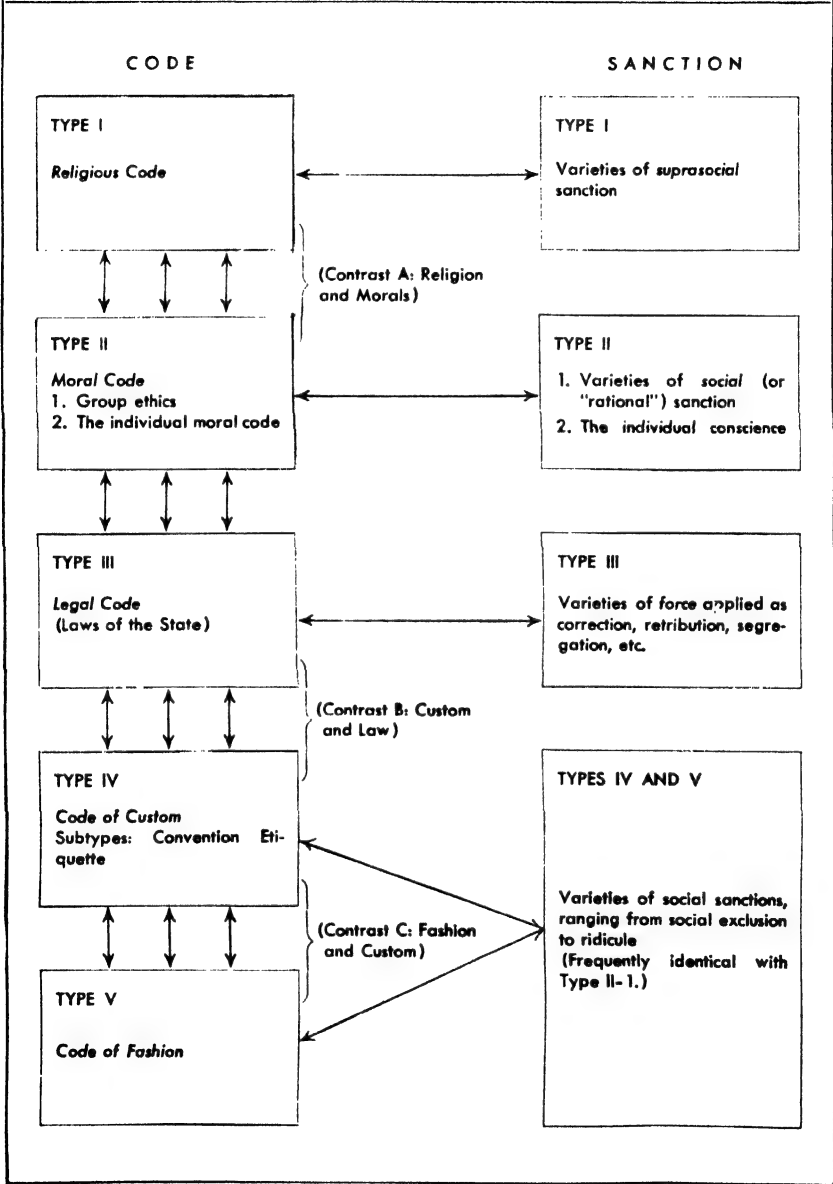 CODE
SANCTION
TYPE I
Religious Code
TYPE I
Varieties of suprasocial
sanction
(Contrast A: Religion
and Morals)
TYPE II
Moral Code
1. Group ethics
2. The individual moral code
TYPE II
1. Varieties of social (or
"rational") sanction
2. The individual conscience
TYPE III
Legal Code
(Laws of the State)
TYPE III
Varieties of force applied as
correction, retribution, segre-
gation, etc.
(Contrast B: Custom
and Law)
TYPE IV
Code of Custom
Subtypes: Convention Eti-
quette
TYPES IV AND V
Varieties of social sanctions,
ranging from social exclusion
to ridicule
(Frequently identical with
Type II-1.)
(Contrast C: Fashion
and Custom)
TYPE V
Code of Fashion